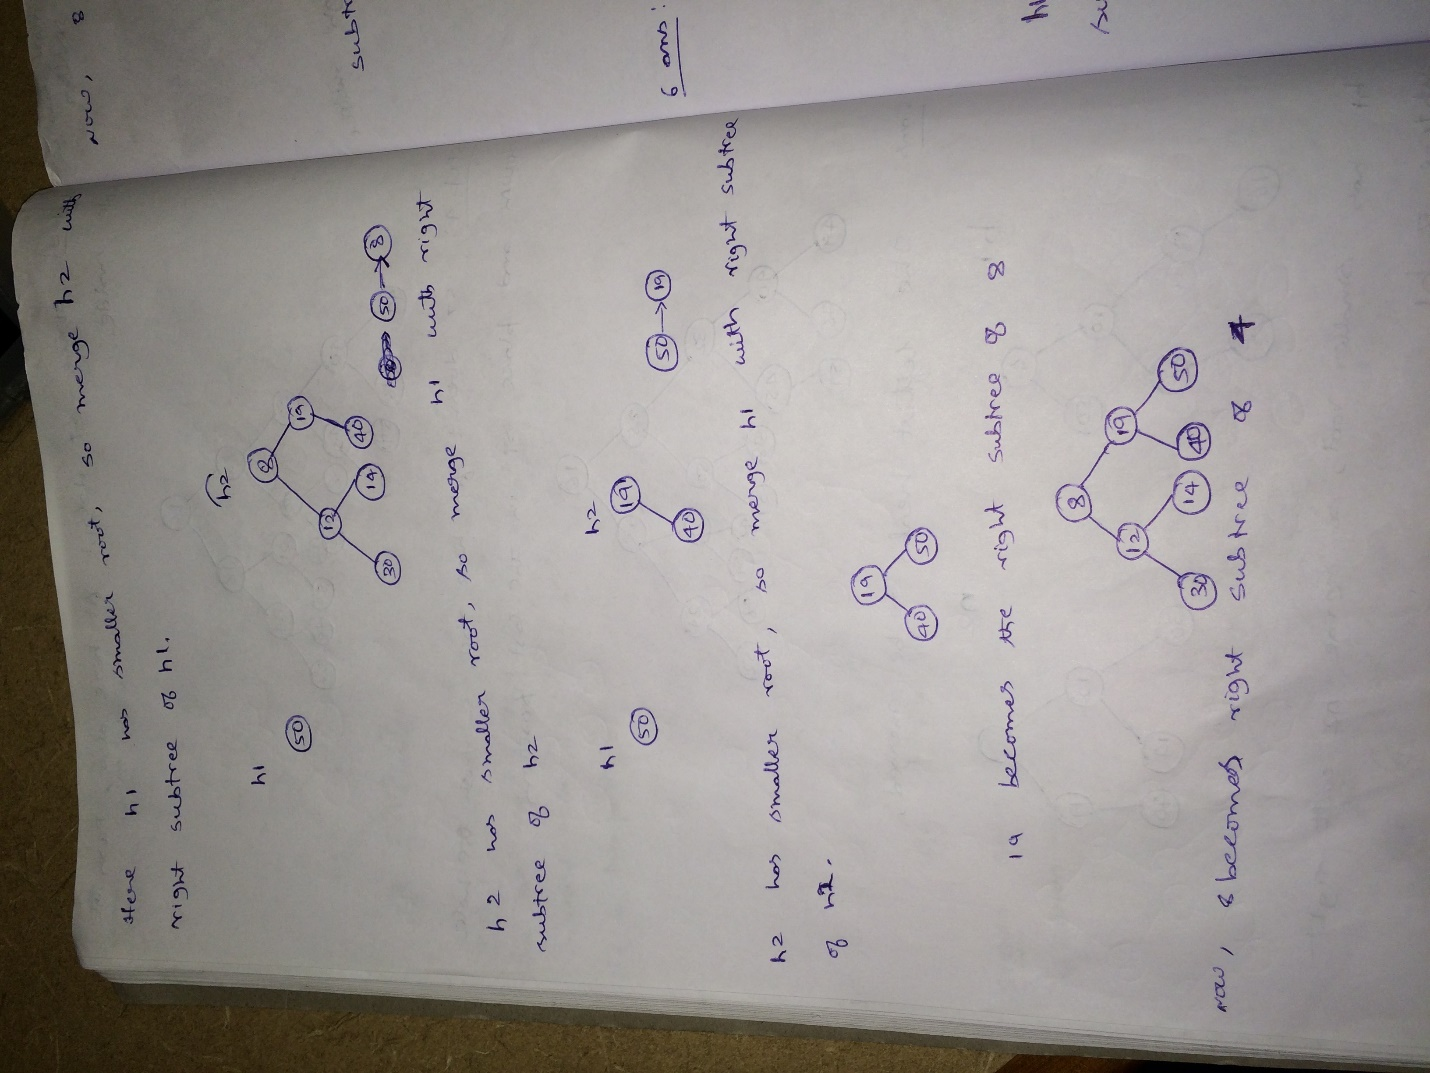 Here h1 has smaller root, so merge h2 with
right subtree of h1.
h1
h2
50
8
12
19
30
14
40
50 → 8
h2 has smaller root, so merge h1 with right
subtree of h2
h1
h2
50
19
40
50 → 19
h2 has smaller root, so merge h1 with right subtree
of
19
40
50
19 becomes the right subtree of 8
8
12
19
30
14
40
50
Now, 8 becomes right subtree of 4
Now, 8
subtr
6 ans:
h1
su